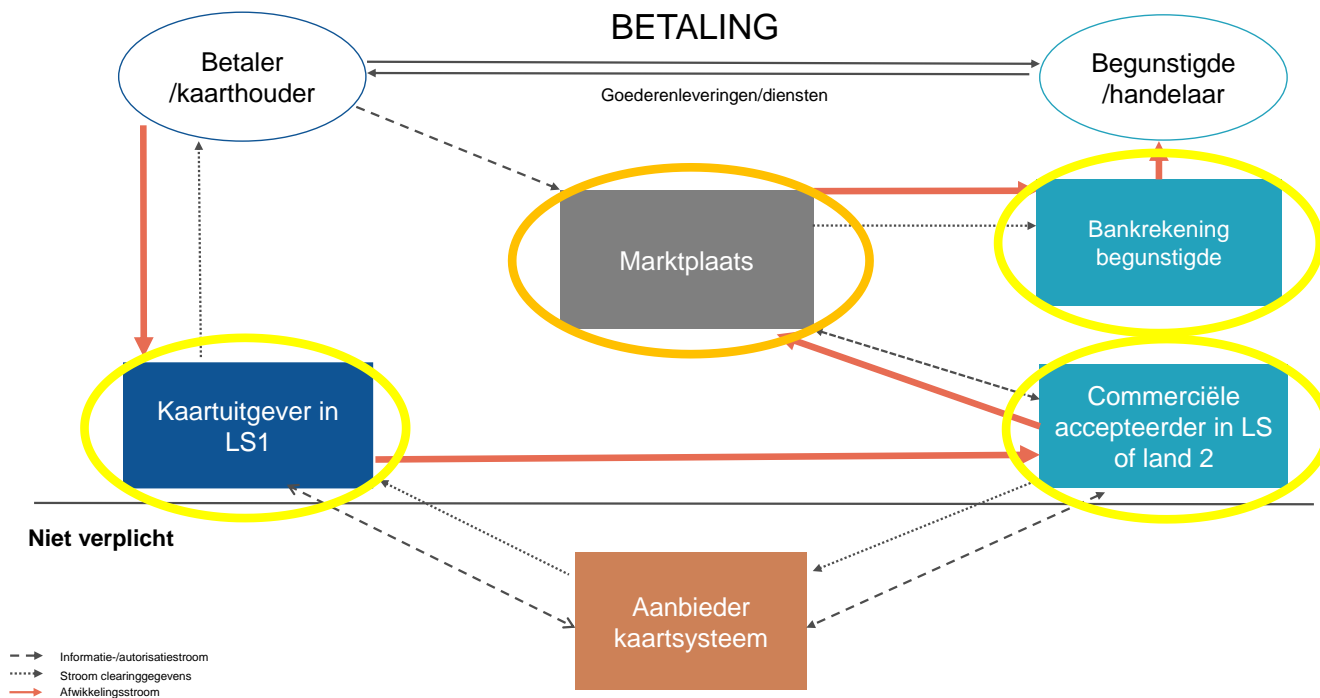 BETALING
Betaler
/kaarthouder
Begunstigde
/handelaar
Goederenleveringen/diensten
Marktplaats
Bankrekening
begunstigde
Kaartuitgever in
LS1
Commerciële
accepteerder in LS
of land 2
Niet verplicht
Aanbieder
kaartsysteem
Informatie-/autorisatiestroom
Stroom clearinggegevens
Afwikkelingsstroom